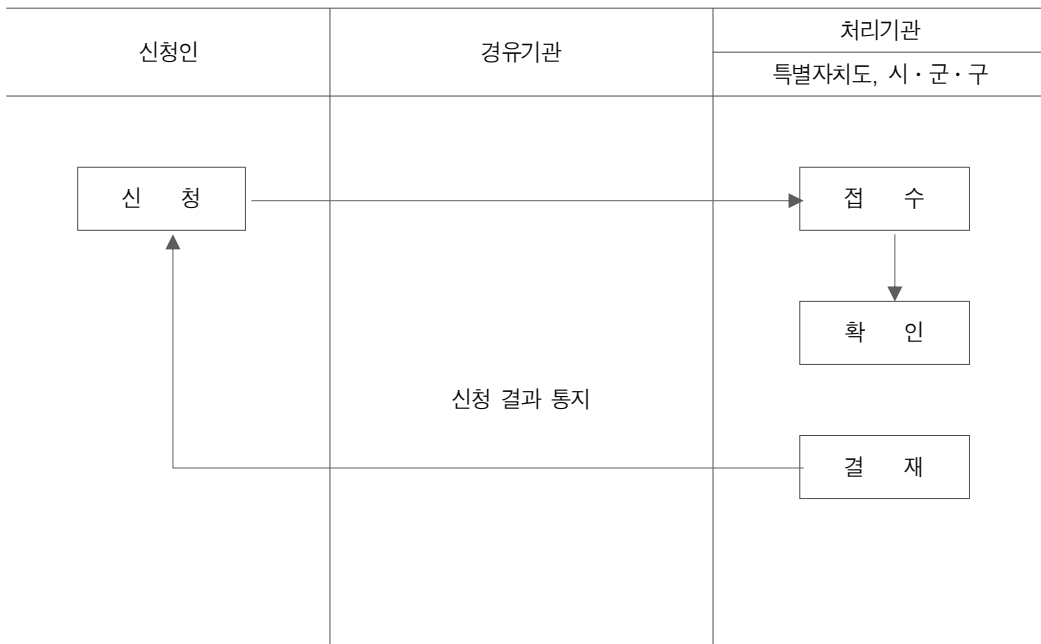 신청인
경유기관
처리기관
특별자치도, 시·군·구
신 청
접 수
확 인
신청 결과 통지
결 재